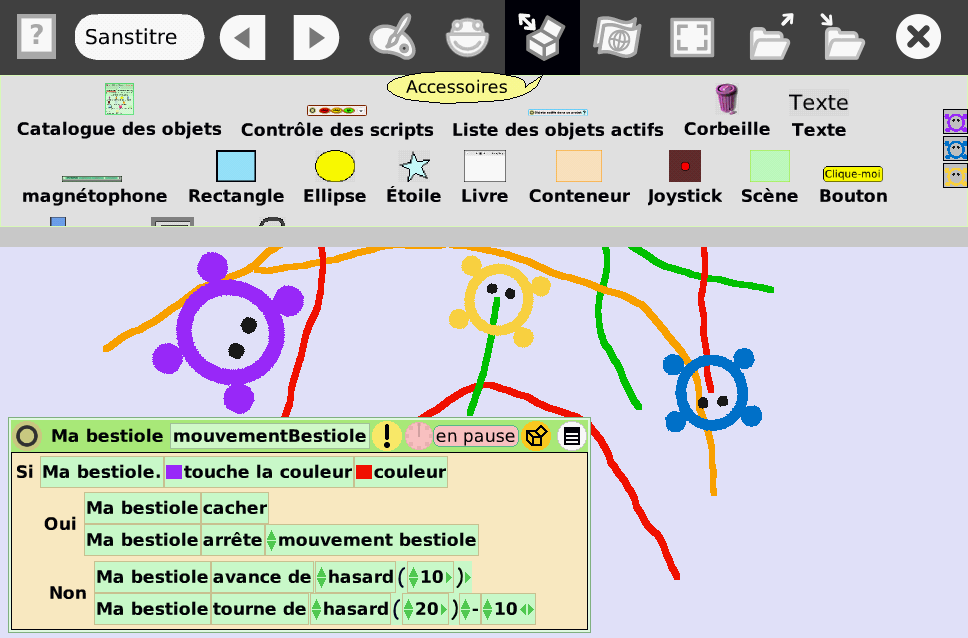 ?
Sanstitre
Accessoires
Catalogue des objets
Contrôle des scripts
Liste des objets actifs
Corbeille
Texte
Texte
magnétophone
Rectangle
Ellipse
Étoile
Livre
Conteneur
Joystick
Scène
Clique-moi
Bouton
Ma bestiole mouvementBestiole ! en pause
Si Ma bestiole. touche la couleur couleur
Oui
Ma bestiole cacher
Ma bestiole arrête mouvement bestiole
Non
Ma bestiole avance de hasard ( 10 )
Ma bestiole tourne de hasard ( 20 ) - 10